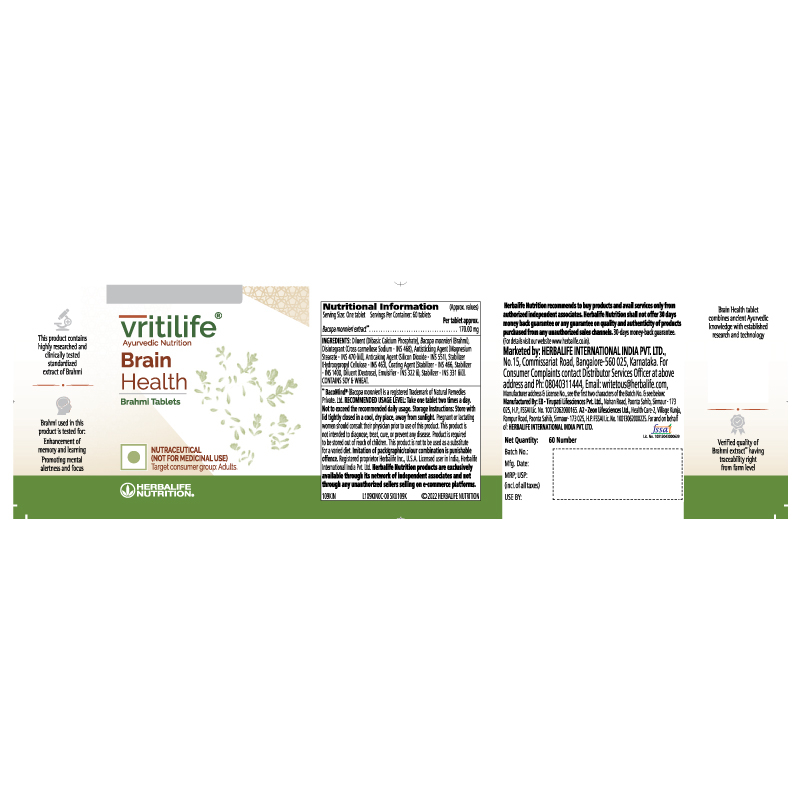 This product contains
highly researched and
clinically tested
standardized
extract of Brahmi
Brahmi used in this
product is tested for:
Enhancement of
memory and learning
Promoting mental
alertness and focus
vritilife®
Ayurvedic Nutrition
Brain
Health
Brahmi Tablets
NUTRACEUTICAL
(NOT FOR MEDICINAL USE)
Target consumer group: Adults.
HERBALIFE
NUTRITION®
Nutritional Information (Approx. values)
Serving Size: One tablet Servings Per Container: 60 tablets
Per tablet approx.
Bacopa monnieri extract** 170.00 mg
INGREDIENTS: Diluent (Dibasic Calcium Phosphate), Bacopa monnieri (Brahmi),
Disintegrant (Cross carmellose Sodium - INS 468), Anticaking Agent (Magnesium
Stearate - INS 470 (iii)), Anticaking Agent (Silicon Dioxide - INS 551), Stabilizer
(Hydroxypropyl Cellulose - INS 463), Coating Agent (Stabilizer - INS 466, Stabilizer
- INS 1400, Diluent (Dextrose), Emulsifier - INS 322 (i), Stabilizer - INS 331 (iii)).
CONTAINS SOY & WHEAT.
** BacoMind® (Bacopa monnieri) is a registered Trademark of Natural Remedies
Private. Ltd. RECOMMENDED USAGE LEVEL: Take one tablet two times a day.
Not to exceed the recommended daily usage. Storage Instructions: Store with
lid tightly closed in a cool, dry place, away from sunlight. Pregnant or lactating
women should consult their physician prior to use of this product. This product is
not intended to diagnose, treat, cure, or prevent any disease. Product is required
to be stored out of reach of children. This product is not to be used as a substitute
for a varied diet. Imitation of packgraphic/colour combination is punishable
offence. Registered proprietor Herbalife Inc., U.S.A. Licensed user in India, Herbalife
International India Pvt. Ltd. Herbalife Nutrition products are exclusively
available through its network of independent associates and not
through any unauthorized sellers selling on e-commerce platforms.
109KIN ©2022 HERBALIFE NUTRITION
Herbalife Nutrition recommends to buy products and avail services only from
authorized independent associates. Herbalife Nutrition shall not offer 30 days
money back guarantee or any guarantee on quality and authenticity of products
purchased from any unauthorized sales channels. 30 days money-back guarantee.
(For details visit our website www.herbalife.co.in).
Marketed by: HERBALIFE INTERNATIONAL INDIA PVT. LTD.,
No.15, Commissariat Road, Bangalore- 560 025, Karnataka. For
Consumer Complaints contact Distributor Services Officer at above
address and Ph: 08040311444, Email: writetous@herbalife.com,
Manufacturer address & License No., see the first two characters of the Batch No. & see below:
Manufactured By: EB - Tirupati Lifesciences Pvt. Ltd., Nahan Road, Paonta Sahib, Sirmaur - 173
025, H.P., FSSAI Lic. No. 10012062000165. A2 - Zeon Lifesciences Ltd., Health Care-2, Village Kunja,
Rampur Road, Paonta Sahib, Sirmaur- 173 025, H.P. FSSAI Lic. No. 10013062000225. For and on behalf
of: HERBALIFE INTERNATIONAL INDIA PVT. LTD.
fssai
Net Quantity: 60 Number
Batch No.:
Mfg. Date:
MRP, USP:
(incl. of all taxes)
USE BY:
Brain Health tablet
combines ancient Ayurvedic
knowledge with established
research and technology
Verified quality of
Brahmi extract** having
traceability right
from farm level